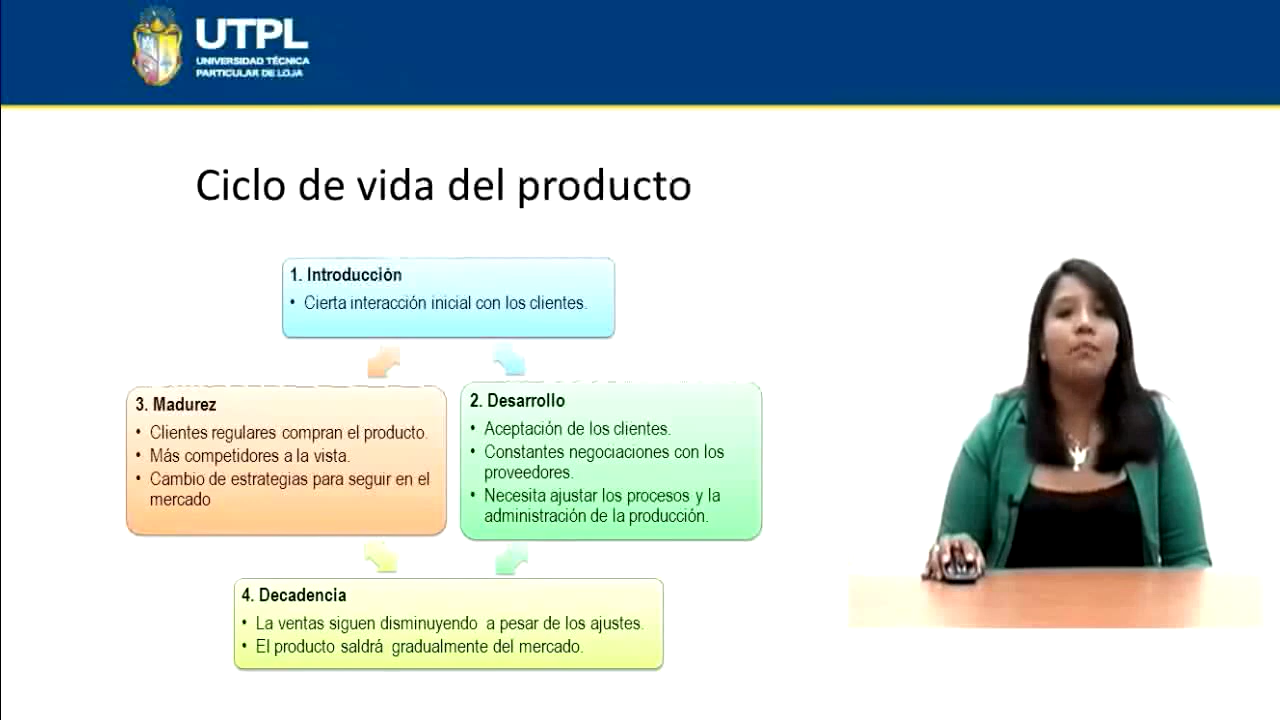 UTPL
UNIVERSIDAD TÉCNICA
PARTICULAR DE LOJA
Ciclo de vida del producto
1. Introducción
• Cierta interacción inicial con los clientes.
2. Desarrollo
• Aceptación de los clientes.
• Constantes negociaciones con los
proveedores.
• Necesita ajustar los procesos y la
administración de la producción.
3. Madurez
• Clientes regulares compran el producto.
• Más competidores a la vista.
• Cambio de estrategias para seguir en el
mercado
4. Decadencia
• La ventas siguen disminuyendo a pesar de los ajustes.
• El producto saldrá gradualmente del mercado.